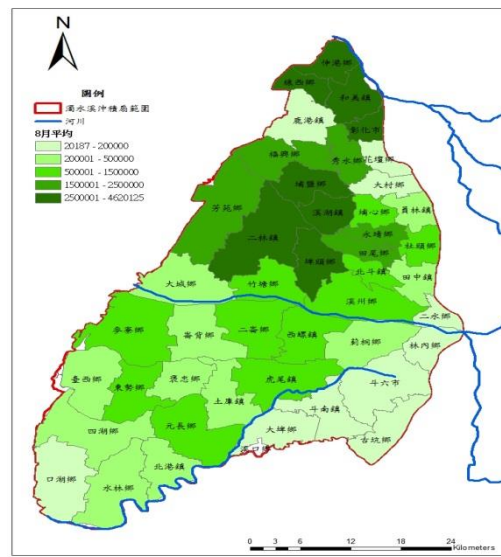 N
圖例
濁水溪沖積扇範圍
河川
8月平均
20187 - 200000
200001 - 500000
500001 - 1500000
1500001 - 2500000
2500001 - 4620125
伸港鄉
線西鄉
和美鎮
鹿港鎮
彰化市
福興鄉
秀水鄉
花壇鄉
埔鹽鄉
大村鄉
芳苑鄉
溪湖鎮
埔心鄉
員林鎮
二林鎮
永靖鄉
社頭鄉
埤頭鄉
田尾鄉
北斗鎮
田中鎮
大城鄉
竹塘鄉
溪州鄉
二水鄉
麥寮鄉
崙背鄉
二崙鄉
西螺鎮
莿桐鄉
林內鄉
臺西鄉
東勢鄉
褒忠鄉
土庫鎮
虎尾鎮
斗六市
四湖鄉
元長鄉
斗南鎮
大埤鄉
古坑鄉
口湖鄉
水林鄉
北港鎮
溪口鄉
0 3 6 12 18 24
Kilometers